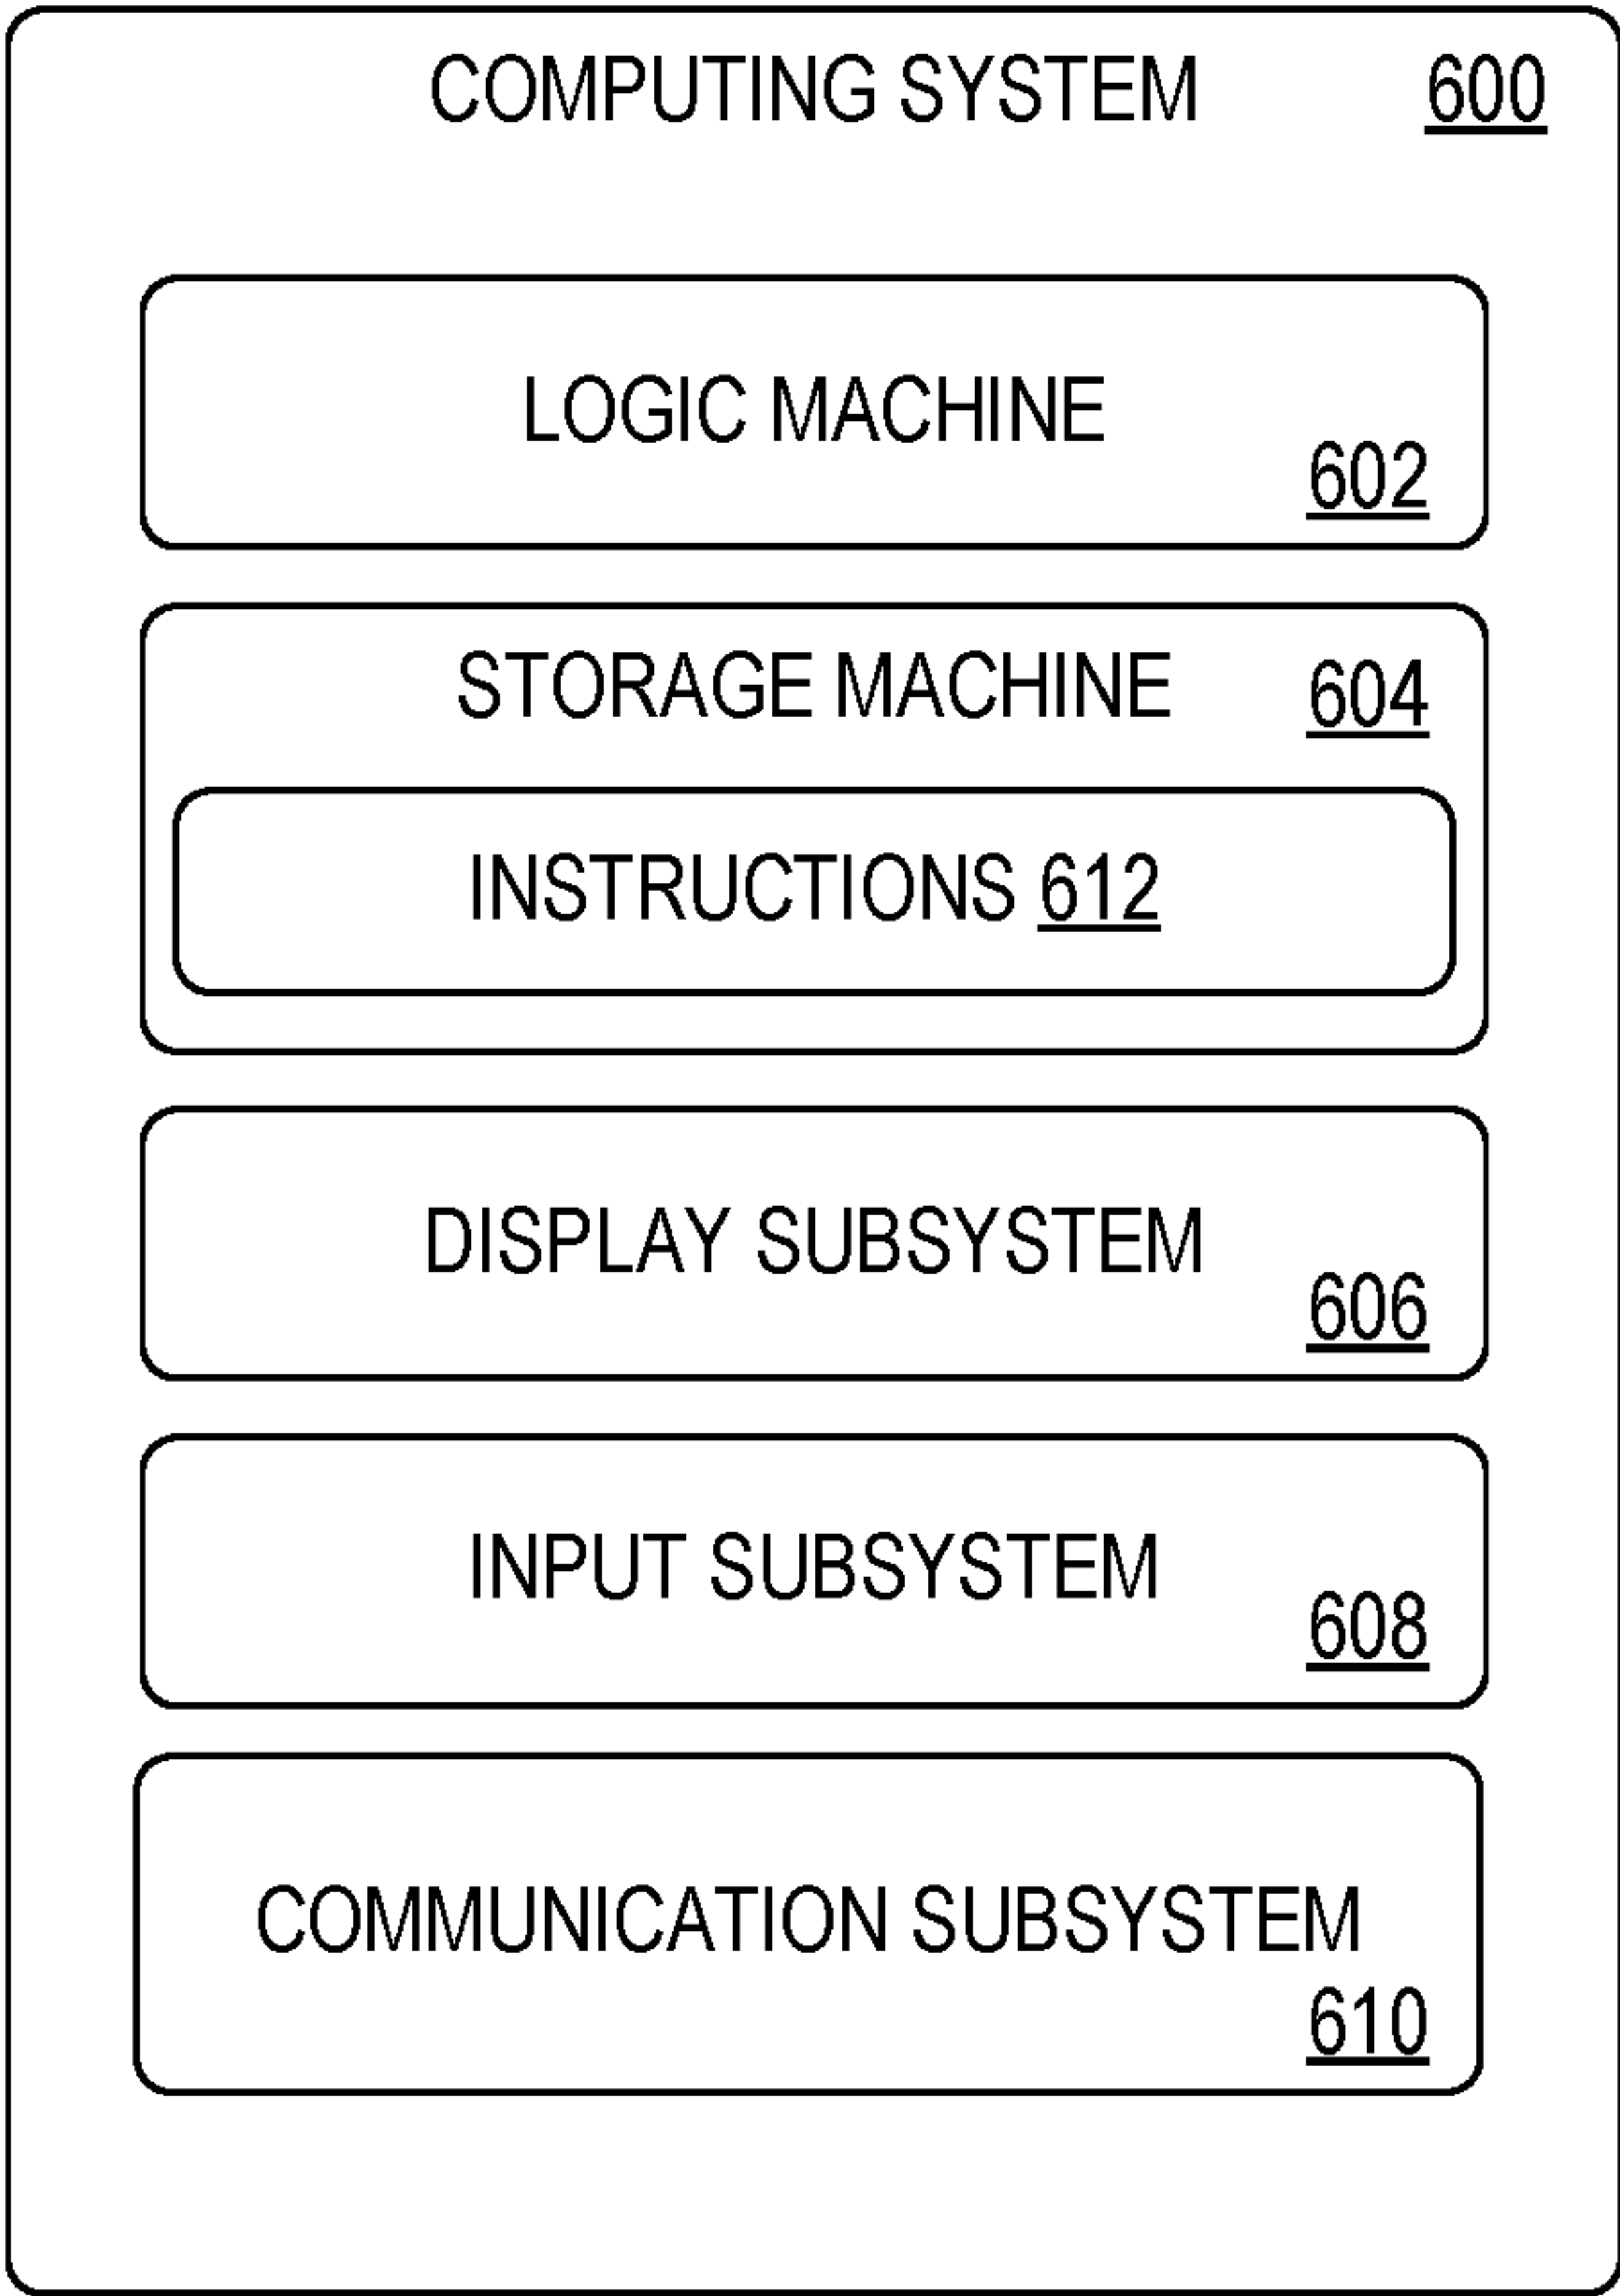 COMPUTING SYSTEM 600
LOGIC MACHINE
602
STORAGE MACHINE 604
INSTRUCTIONS 612
DISPLAY SUBSYSTEM
606
INPUT SUBSYSTEM
608
COMMUNICATION SUBSYSTEM
610